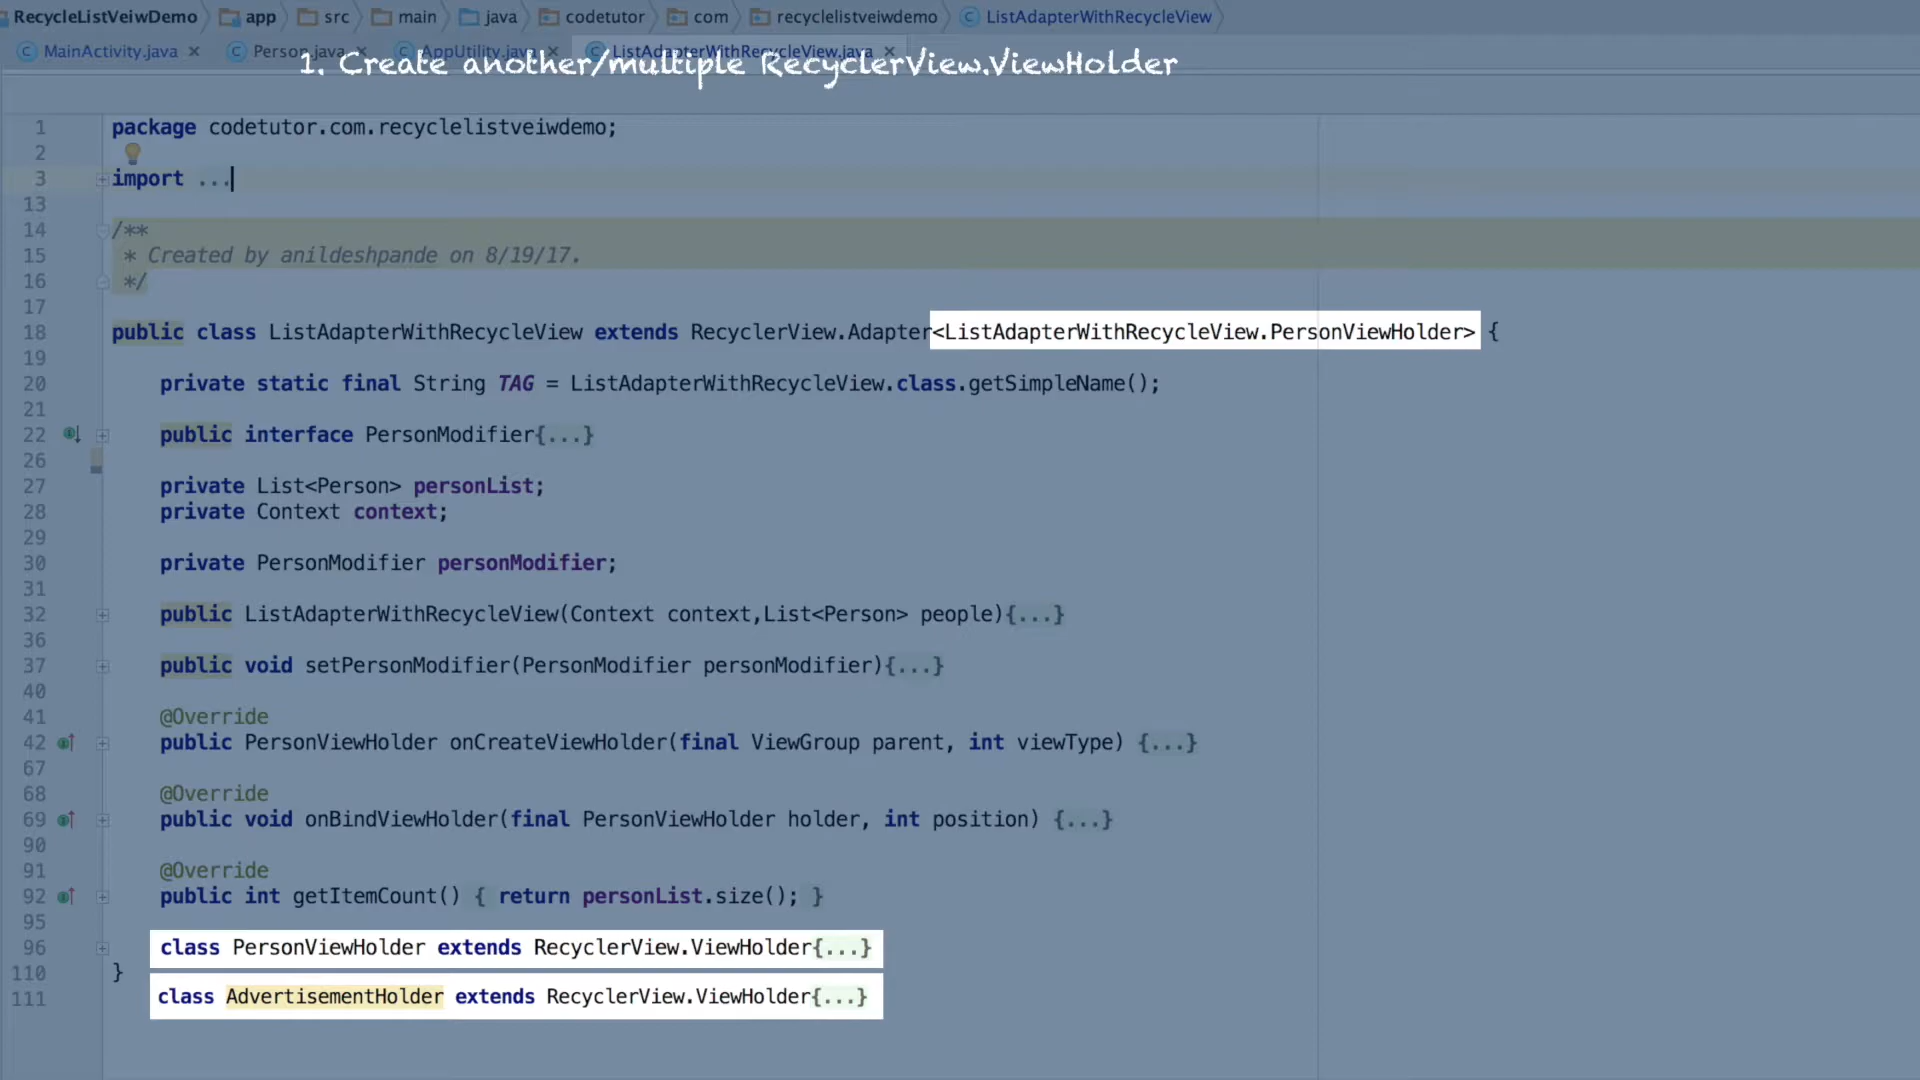 RecycleListVeiwDemo app src main java codetutor com recyclelistveiwdemo ListAdapterWithRecycleView
MainActivity.java Person.java AppUtility.java ListAdapterWithRecycleView.java
1. Create another/multiple RecyclerView.ViewHolder
1 package codetutor.com.recyclelistveiwdemo;
2
3 import ...
13
14 /**
15 * Created by anildeshpande on 8/19/17.
16 */
17
18 public class ListAdapterWithRecycleView extends RecyclerView.Adapter<ListAdapterWithRecycleView.PersonViewHolder> {
19
20 private static final String TAG = ListAdapterWithRecycleView.class.getSimpleName();
21
22 public interface PersonModifier{...}
26
27 private List<Person> personList;
28 private Context context;
29
30 private PersonModifier personModifier;
31
32 public ListAdapterWithRecycleView(Context context,List<Person> people){...}
36
37 public void setPersonModifier(PersonModifier personModifier){...}
40
41 @Override
42 public PersonViewHolder onCreateViewHolder(final ViewGroup parent, int viewType) {...}
67
68 @Override
69 public void onBindViewHolder(final PersonViewHolder holder, int position) {...}
90
91 @Override
92 public int getItemCount() { return personList.size(); }
95
96 class PersonViewHolder extends RecyclerView.ViewHolder{...}
110 }
111 class AdvertisementHolder extends RecyclerView.ViewHolder{...}